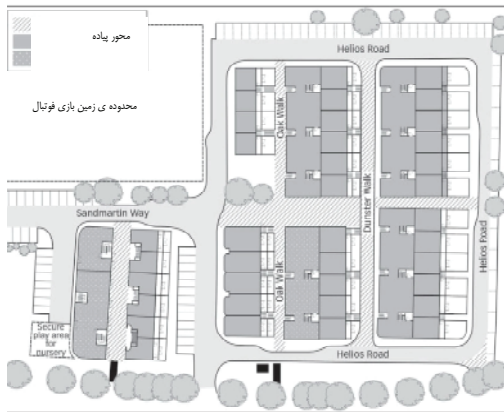 محور پیاده
محدوده ی زمین بازی فوتبال
Helios Road
Oak Walk
Dunster Walk
Sandmartin Way
Helios Road
Oak Walk
Secure
play area
for
nursery
Helios Road